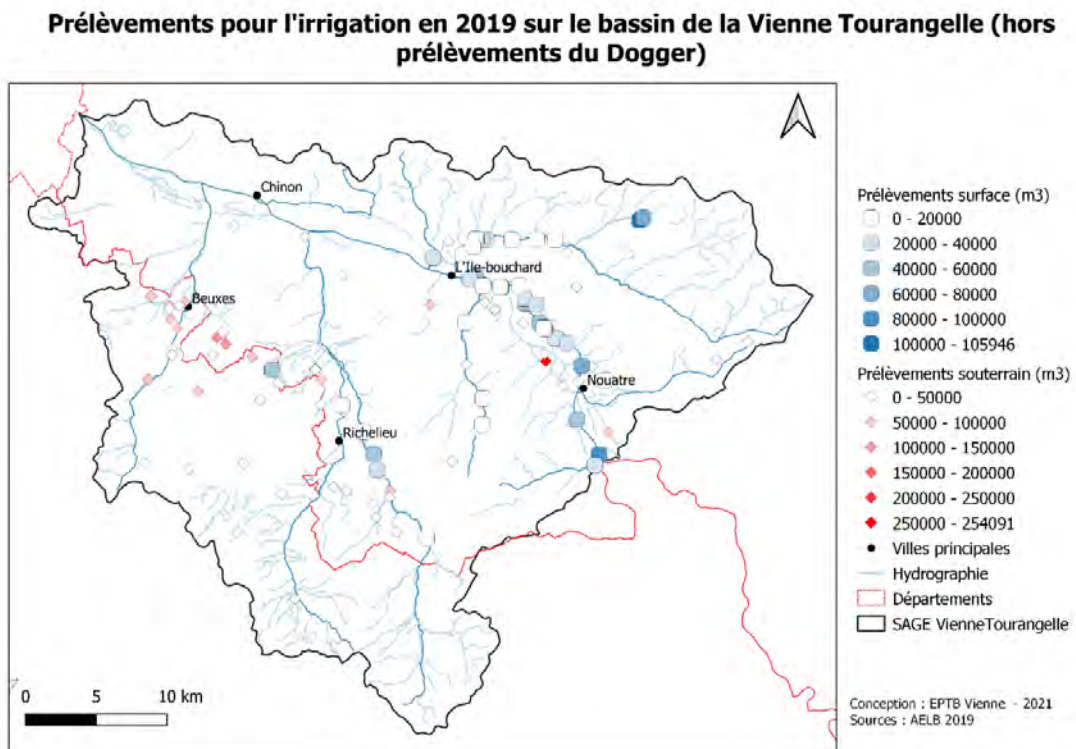 Prélèvements pour l'irrigation en 2019 sur le bassin de la Vienne Tourangelle (hors
prélèvements du Dogger)
Chinon
L'Ile-bouchard
Beuxes
Nouatre
Richelieu
0 5 10 km
Prélèvements surface (m3)
0 - 20000
20000 - 40000
40000 - 60000
60000 - 80000
80000 - 100000
100000 - 105946
Prélèvements souterrain (m3)
0 - 50000
50000 - 100000
100000 - 150000
150000 - 200000
200000 - 250000
250000 - 254091
Villes principales
Hydrographie
Départements
SAGE VienneTourangelle
Conception : EPTB Vienne - 2021
Sources : AELB 2019